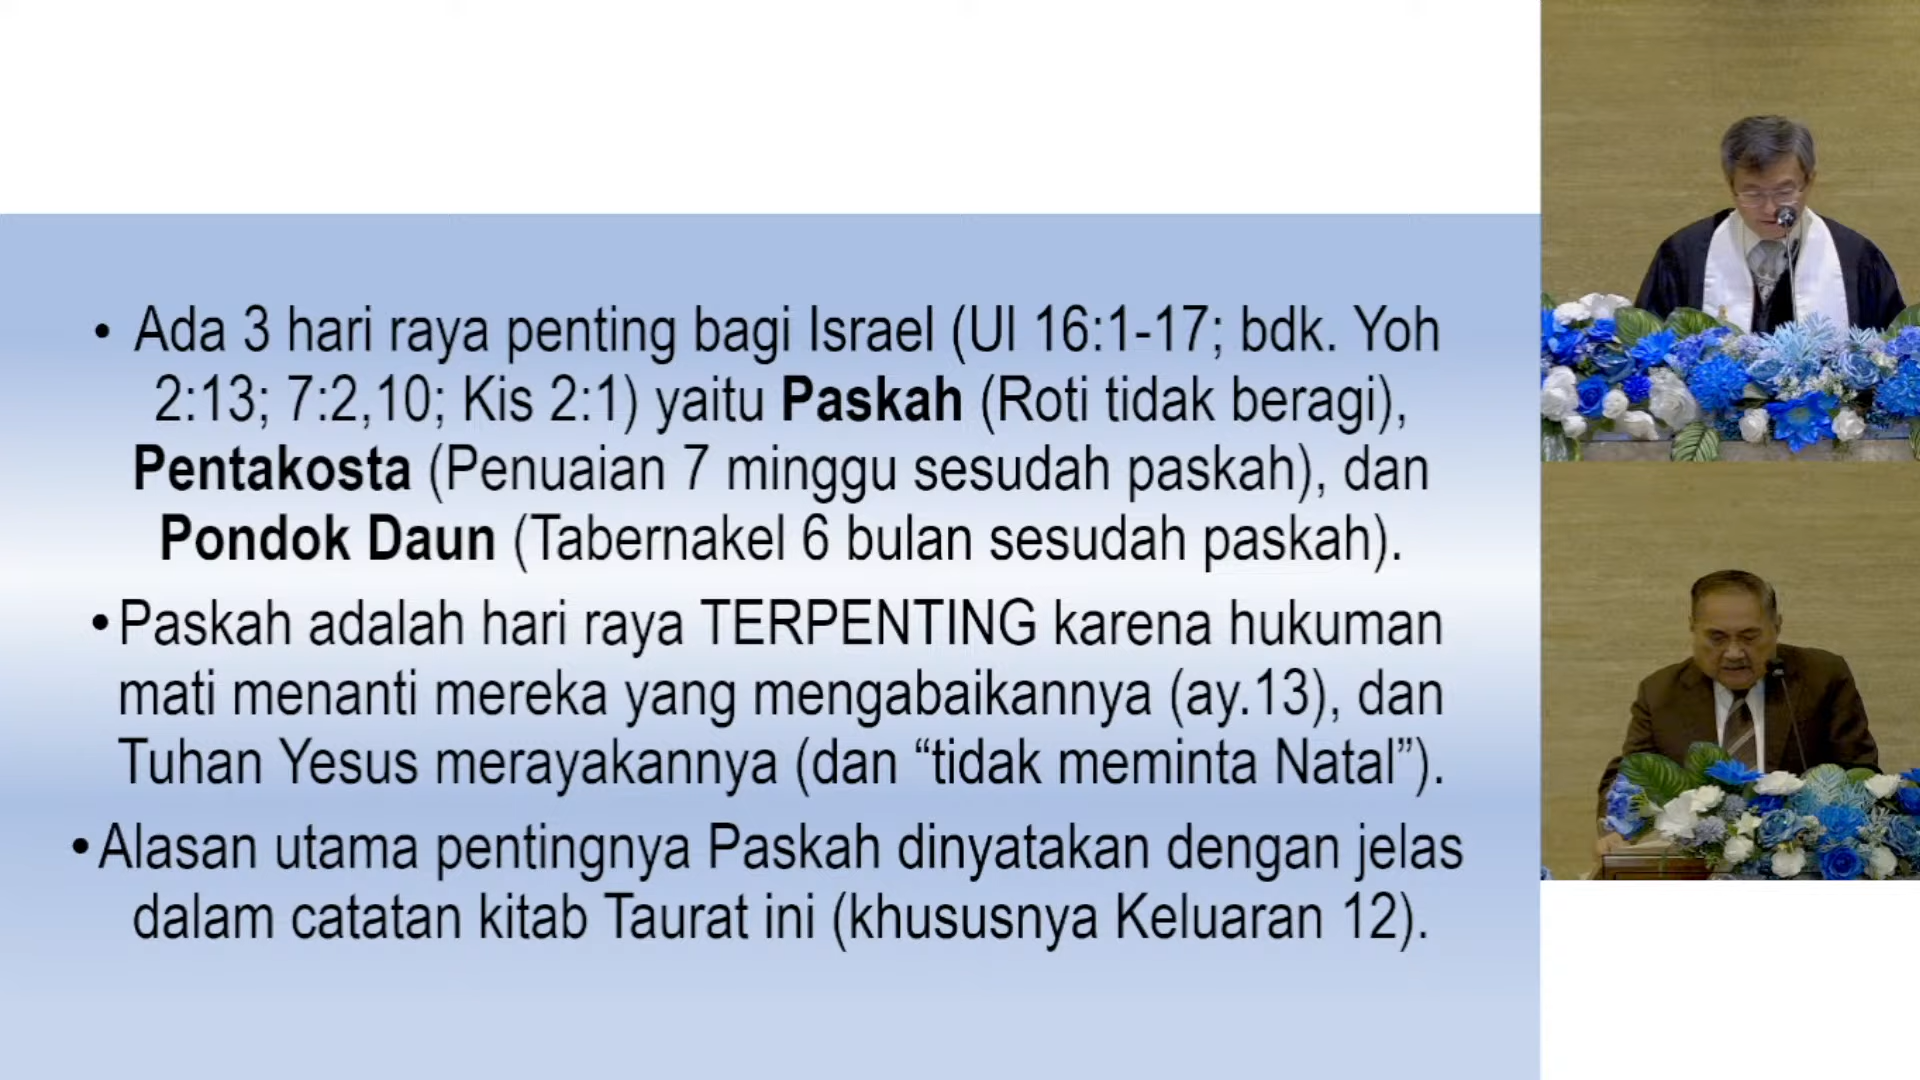 • Ada 3 hari raya penting bagi Israel (Ul 16:1-17; bdk. Yoh
2:13; 7:2,10; Kis 2:1) yaitu Paskah (Roti tidak beragi),
Pentakosta (Penuaian 7 minggu sesudah paskah), dan
Pondok Daun (Tabernakel 6 bulan sesudah paskah).
•Paskah adalah hari raya TERPENTING karena hukuman
mati menanti mereka yang mengabaikannya (ay.13), dan
Tuhan Yesus merayakannya (dan “tidak meminta Natal”).
•Alasan utama pentingnya Paskah dinyatakan dengan jelas
dalam catatan kitab Taurat ini (khususnya Keluaran 12).